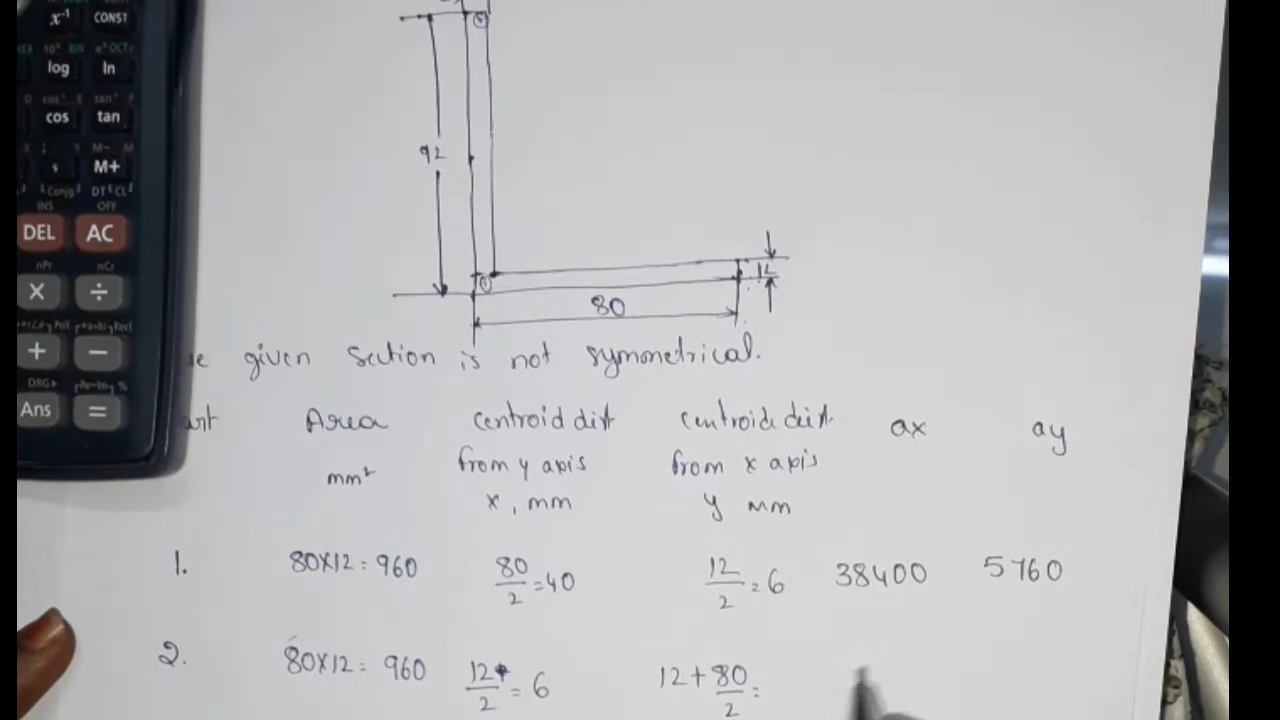 x⁻¹ CONST
log ln
cos tan
, M+
DEL AC
× ÷
+ −
Ans =
92
12
80
given section is not symmetrical.
Area centroid dist centroid dist. ax ay
mm² from y axis from x axis
x, mm y mm
1. 80×12 = 960 80/2 = 40 12/2 = 6 38400 5760
2. 80×12 = 960 12/2 = 6 12+80/2 =